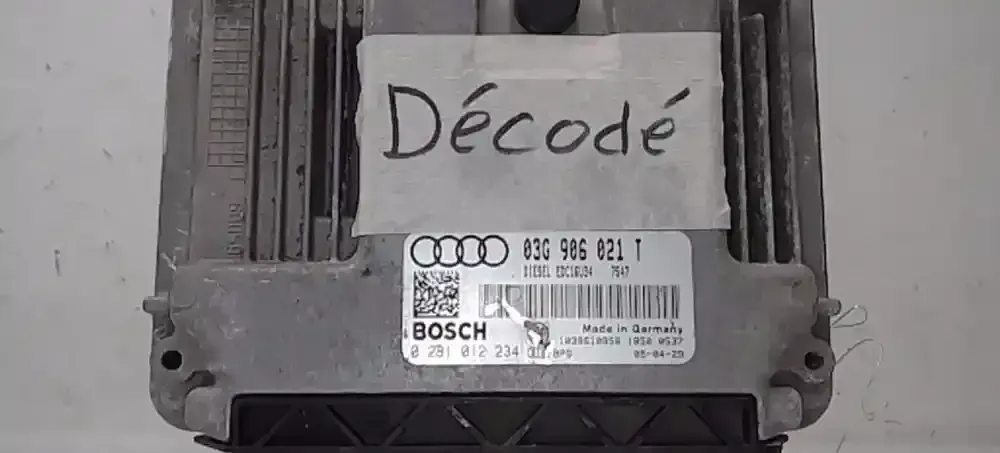 Décodé
03G 906 021 T
DIESEL EDC16U34 7547
BOSCH
Made in Germany
0 281 012 234
05-04-29